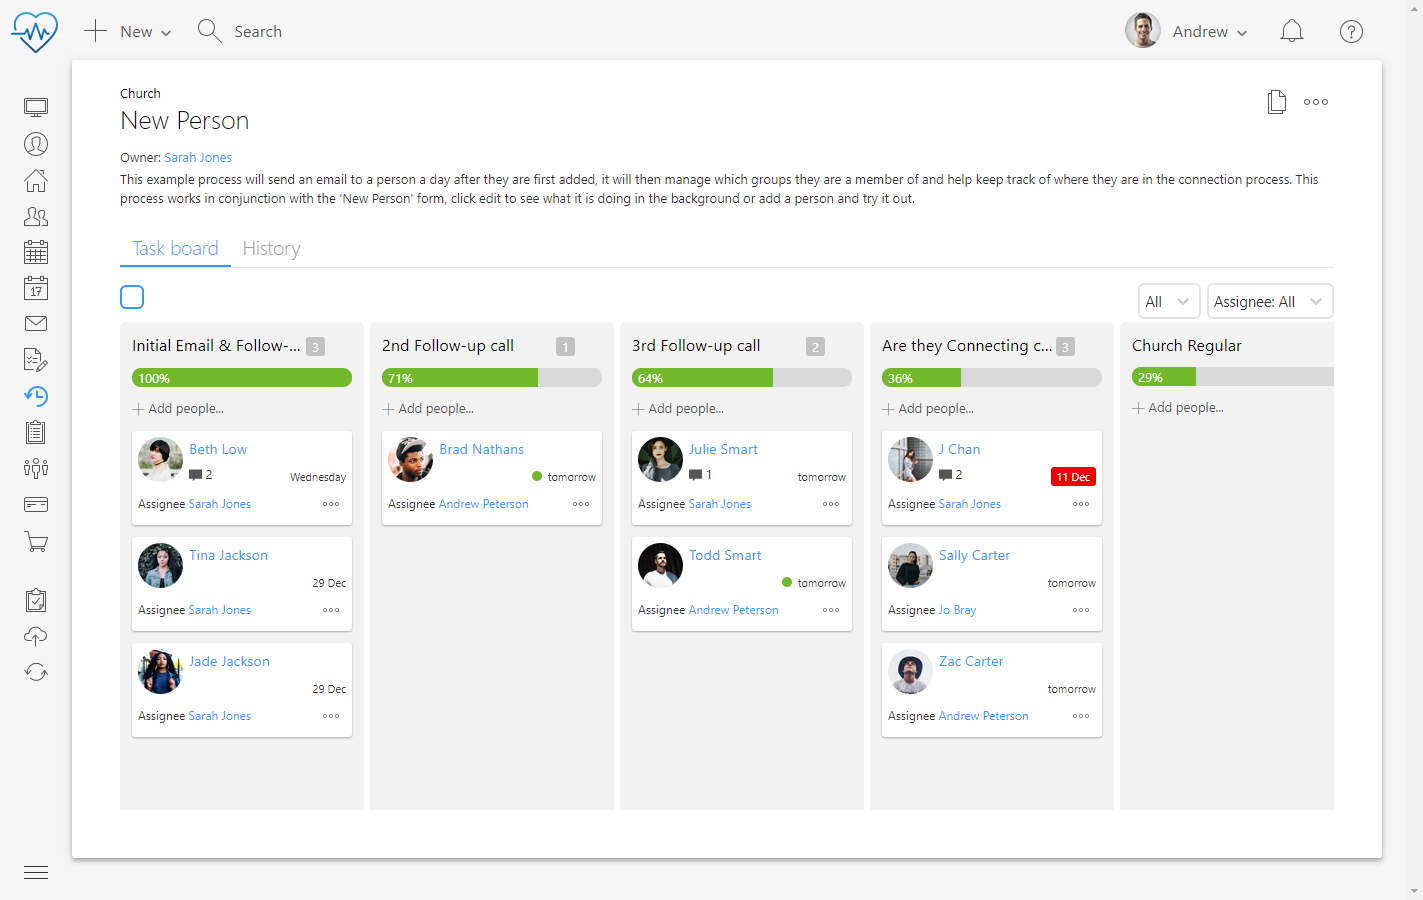 New
Search
Andrew
Church
New Person
Owner: Sarah Jones
This example process will send an email to a person a day after they are first added, it will then manage which groups they are a member of and help keep track of where they are in the connection process. This
process works in conjunction with the 'New Person' form, click edit to see what it is doing in the background or add a person and try it out.
Task board
History
17
All
Assignee: All
Initial Email & Follow-... 3
100%
Add people...
Beth Low
2
Wednesday
Assignee Sarah Jones
Tina Jackson
29 Dec
Assignee Sarah Jones
Jade Jackson
29 Dec
Assignee Sarah Jones
2nd Follow-up call 1
71%
Add people...
Brad Nathans
tomorrow
Assignee Andrew Peterson
3rd Follow-up call 2
64%
Add people...
Julie Smart
1
tomorrow
Assignee Sarah Jones
Todd Smart
tomorrow
Assignee Andrew Peterson
Are they Connecting c... 3
36%
Add people...
J Chan
2
11 Dec
Assignee Sarah Jones
Sally Carter
tomorrow
Assignee Jo Bray
Zac Carter
tomorrow
Assignee Andrew Peterson
Church Regular
29%
Add people...